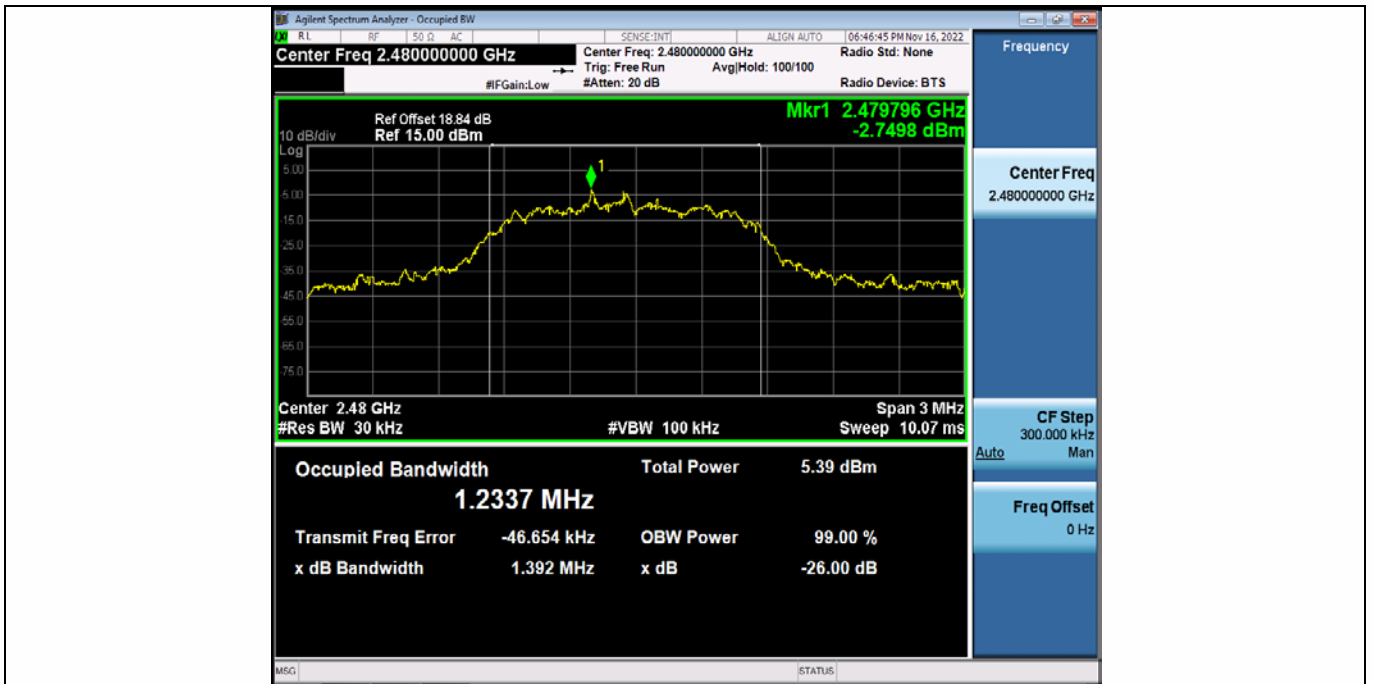 Agilent Spectrum Analyzer - Occupied BW
RL RF 50 Ω AC SENSE:INT ALIGN AUTO 06:46:45 PM Nov 16, 2022
Center Freq 2.480000000 GHz
Center Freq: 2.480000000 GHz Radio Std: None
Trig: Free Run Avg|Hold: 100/100
#IFGain:Low #Atten: 20 dB Radio Device: BTS
Frequency
Mkr1 2.479796 GHz
Ref Offset 18.84 dB
-2.7498 dBm
10 dB/div Ref 15.00 dBm
Log
5.00
-5.00
-15.0
-25.0
-35.0
-45.0
-55.0
-65.0
-75.0
1
Center Freq
2.480000000 GHz
Center 2.48 GHz Span 3 MHz
#Res BW 30 kHz #VBW 100 kHz Sweep 10.07 ms
CF Step
300.000 kHz
Auto Man
Occupied Bandwidth Total Power 5.39 dBm
1.2337 MHz
Freq Offset
0 Hz
Transmit Freq Error -46.654 kHz OBW Power 99.00 %
x dB Bandwidth 1.392 MHz x dB -26.00 dB
MSG STATUS